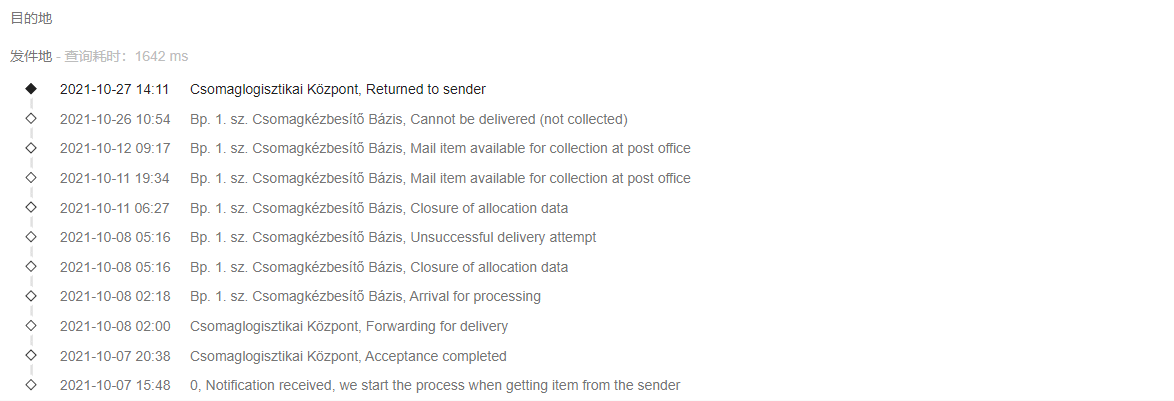 目的地
发件地 - 查询耗时：1642 ms
2021-10-27 14:11 Csomaglogisztikai Központ, Returned to sender
2021-10-26 10:54 Bp. 1. sz. Csomagkézbesítő Bázis, Cannot be delivered (not collected)
2021-10-12 09:17 Bp. 1. sz. Csomagkézbesítő Bázis, Mail item available for collection at post office
2021-10-11 19:34 Bp. 1. sz. Csomagkézbesítő Bázis, Mail item available for collection at post office
2021-10-11 06:27 Bp. 1. sz. Csomagkézbesítő Bázis, Closure of allocation data
2021-10-08 05:16 Bp. 1. sz. Csomagkézbesítő Bázis, Unsuccessful delivery attempt
2021-10-08 05:16 Bp. 1. sz. Csomagkézbesítő Bázis, Closure of allocation data
2021-10-08 02:18 Bp. 1. sz. Csomagkézbesítő Bázis, Arrival for processing
2021-10-08 02:00 Csomaglogisztikai Központ, Forwarding for delivery
2021-10-07 20:38 Csomaglogisztikai Központ, Acceptance completed
2021-10-07 15:48 0, Notification received, we start the process when getting item from the sender